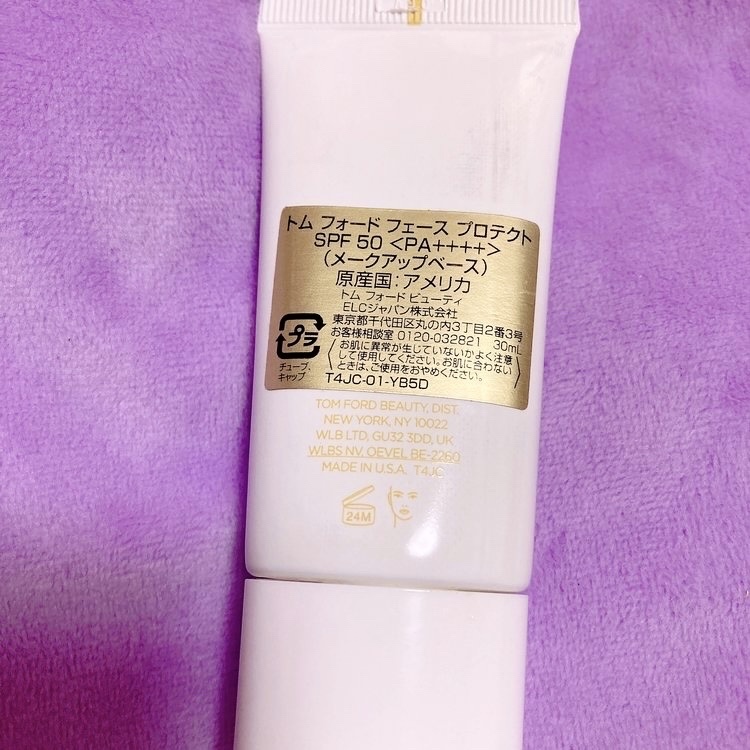 トム フォード フェース プロテクト
SPF 50 <PA++++>
(メークアップベース)
原産国:アメリカ
トム フォード ビューティ
ELCジャパン株式会社
東京都千代田区丸の内3丁目2番3号
お客様相談室 0120-032821 30mL
プラ
チューブ、
キャップ
お肌に異常が生じていないかよく注意
して使用してください。お肌に合わない
ときは、ご使用をおやめください。
T4JC-01-YB5D
TOM FORD BEAUTY, DIST.
NEW YORK, NY 10022
WLB LTD, GU32 3DD, UK
WLBS NV, OEVEL BE-2260
MADE IN U.S.A. T4JC
24M